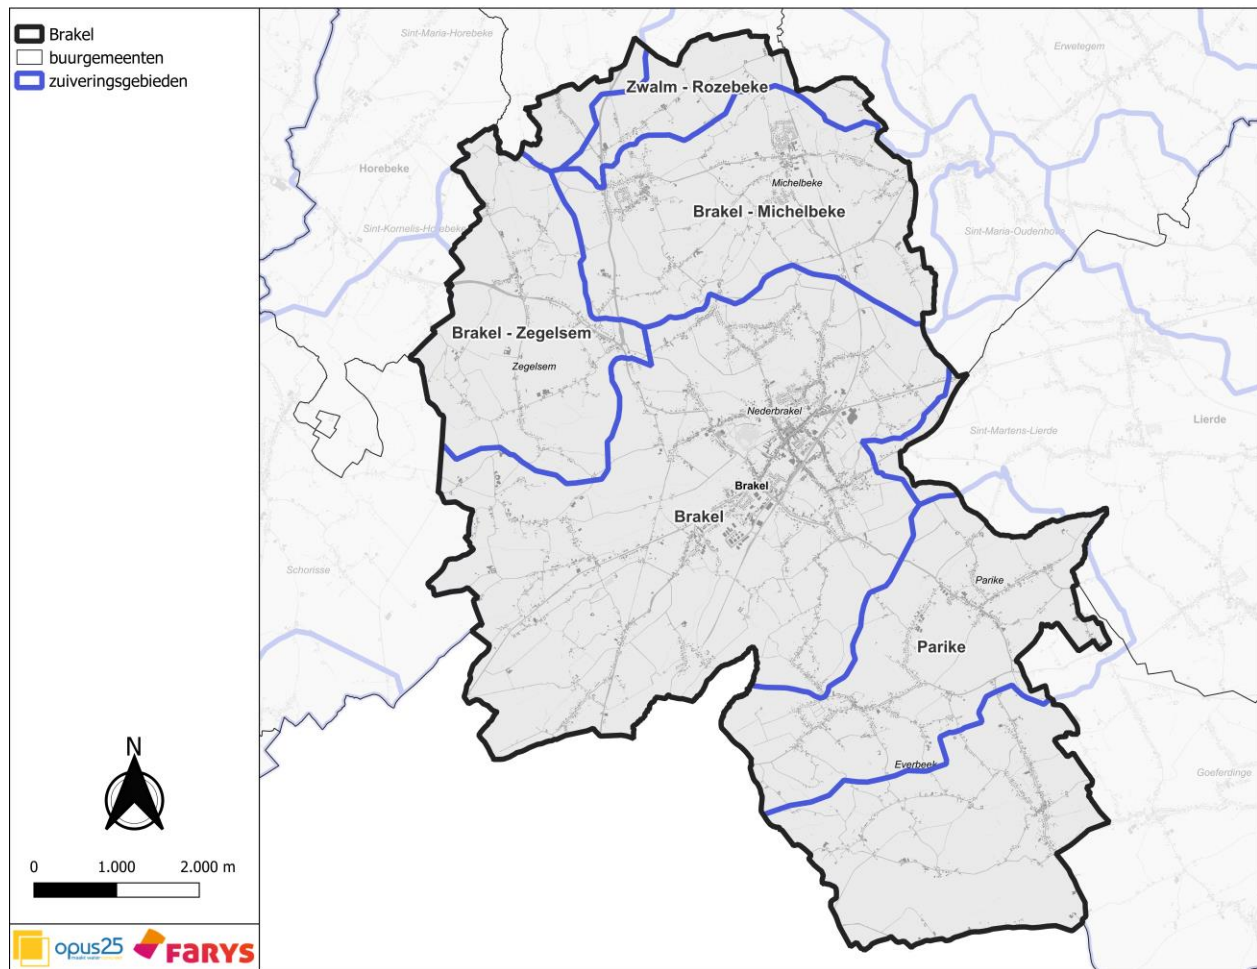 Brakel
buurgemeenten
zuiveringsgebieden
Sint-Maria-Horebeke
Erwetegem
Zwalm - Rozebeke
Horebeke
Michelbeke
Brakel - Michelbeke
Sint-Kornelis-Horebeke
Sint-Maria-Oudenhove
Brakel - Zegelsem
Zegelsem
Nederbrakel
Lierde
Sint-Martens-Lierde
Brakel
Brakel
Schorisse
Parike
Parike
Everbeek
Goeferdinge
N
0 1.000 2.000 m
opus25
FARYS